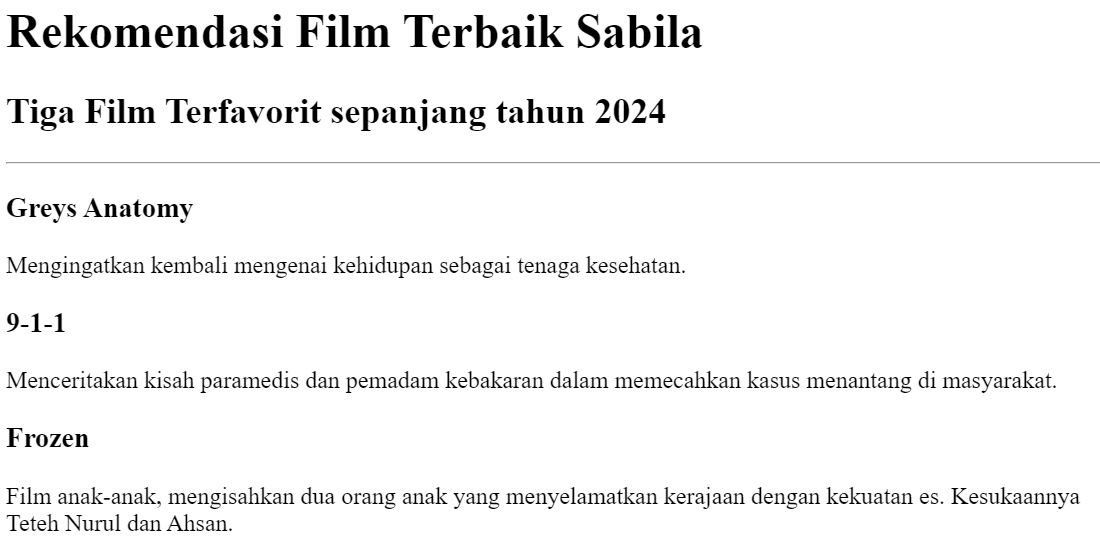 Rekomendasi Film Terbaik Sabila
Tiga Film Terfavorit sepanjang tahun 2024
Greys Anatomy
Mengingatkan kembali mengenai kehidupan sebagai tenaga kesehatan.
9-1-1
Menceritakan kisah paramedis dan pemadam kebakaran dalam memecahkan kasus menantang di masyarakat.
Frozen
Film anak-anak, mengisahkan dua orang anak yang menyelamatkan kerajaan dengan kekuatan es. Kesukaannya
Teteh Nurul dan Ahsan.